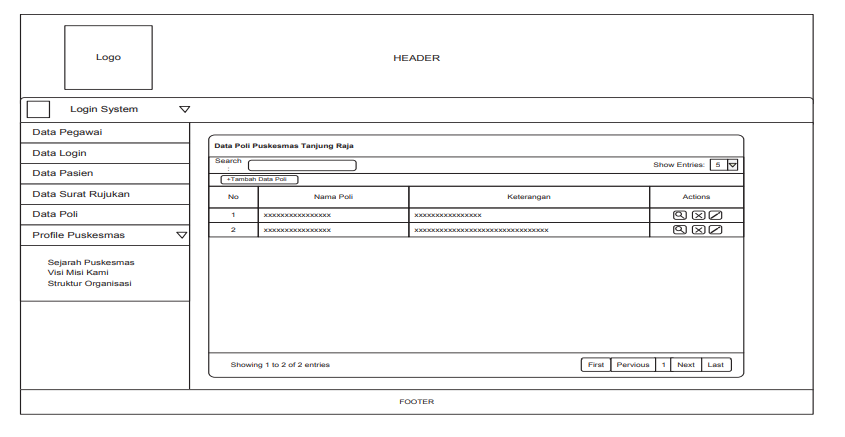 Logo
HEADER
Login System
Data Pegawai
Data Login
Data Pasien
Data Surat Rujukan
Data Poli
Profile Puskesmas
Sejarah Puskesmas
Visi Misi Kami
Struktur Organisasi
Data Poli Puskesmas Tanjung Raja
Search
:
Show Entries: 5
+Tambah Data Poli
No Nama Poli Keterangan Actions
1 xxxxxxxxxxxxxxxx xxxxxxxxxxxxxxxx
2 xxxxxxxxxxxxxxxx xxxxxxxxxxxxxxxxxxxxxxxxxxxxxxxx
Showing 1 to 2 of 2 entries
First Pervious 1 Next Last
FOOTER